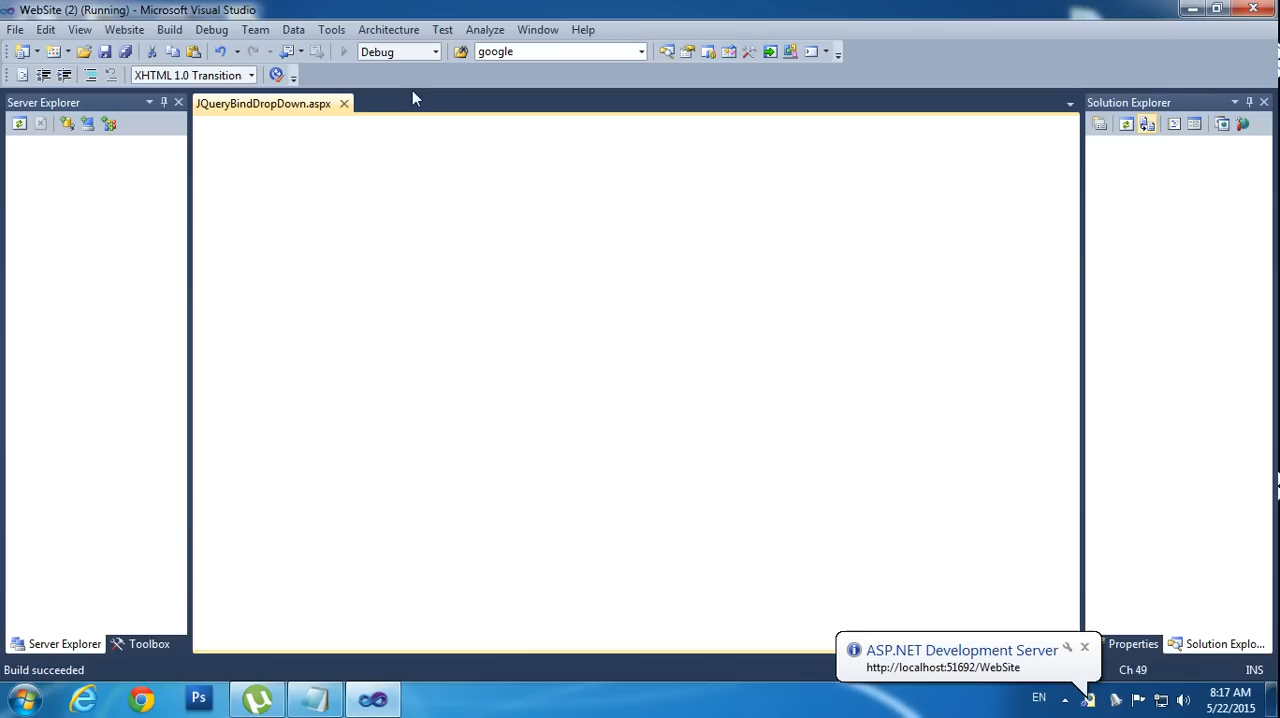 WebSite (2) (Running) - Microsoft Visual Studio
File Edit View Website Build Debug Team Data Tools Architecture Test Analyze Window Help
Debug google
XHTML 1.0 Transition
Server Explorer
JQueryBindDropDown.aspx
Solution Explorer
Server Explorer Toolbox
Properties Solution Explo...
ASP.NET Development Server
http://localhost:51692/WebSite
Build succeeded
Ch 49 INS
Ps
EN
8:17 AM
5/22/2015